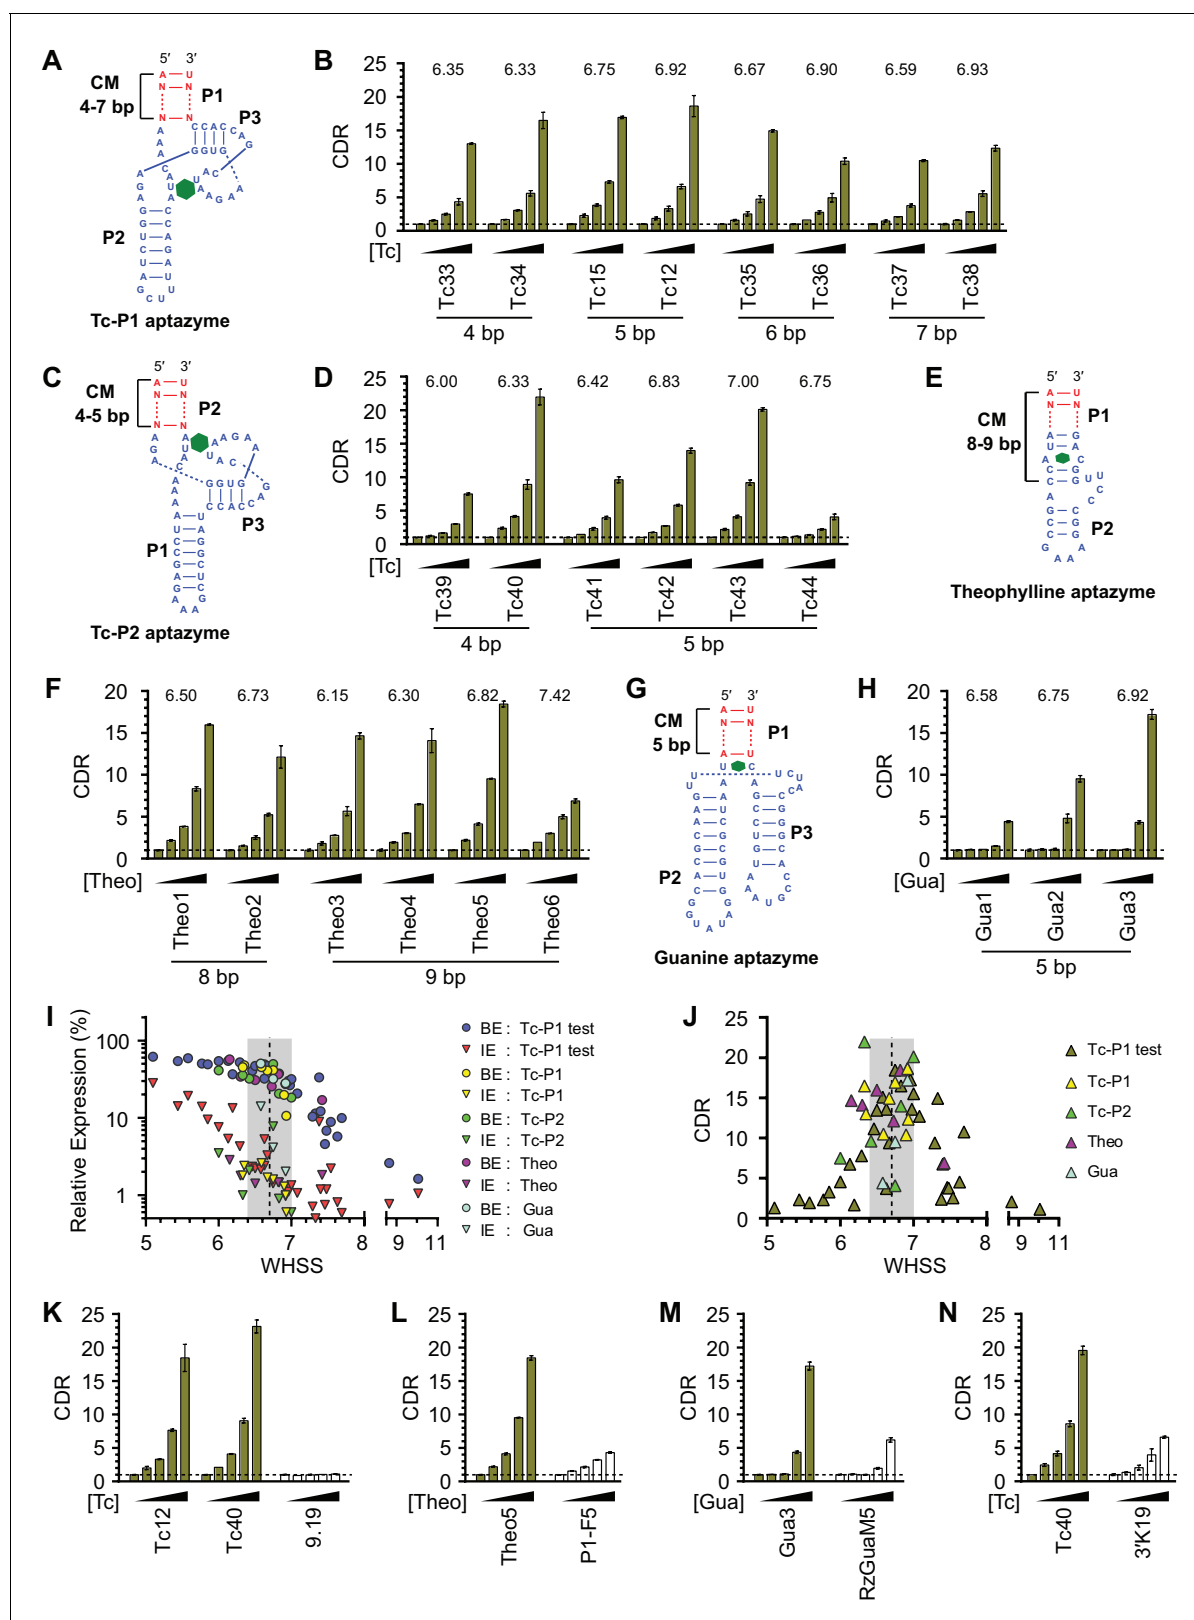 A
5′ 3′
CM
4-7 bp
P1
P3
P2
Tc-P1 aptazyme
B
CDR
25
20
15
10
5
0
6.35 6.33 6.75 6.92 6.67 6.90 6.59 6.93
[Tc]
Tc33 Tc34 Tc15 Tc12 Tc35 Tc36 Tc37 Tc38
4 bp 5 bp 6 bp 7 bp
C
5′ 3′
CM
4-5 bp
P2
P3
P1
Tc-P2 aptazyme
D
CDR
25
20
15
10
5
0
6.00 6.33 6.42 6.83 7.00 6.75
[Tc]
Tc39 Tc40 Tc41 Tc42 Tc43 Tc44
4 bp 5 bp
E
5′ 3′
CM
8-9 bp
P1
P2
Theophylline aptazyme
F
CDR
20
15
10
5
0
6.50 6.73 6.15 6.30 6.82 7.42
[Theo]
Theo1 Theo2 Theo3 Theo4 Theo5 Theo6
8 bp 9 bp
G
5′ 3′
CM
5 bp
P1
P3
P2
Guanine aptazyme
H
CDR
20
15
10
5
0
6.58 6.75 6.92
[Gua]
Gua1 Gua2 Gua3
5 bp
I
Relative Expression (%)
100
10
1
5 6 7 8 9 11
WHSS
BE : Tc-P1 test
IE : Tc-P1 test
BE : Tc-P1
IE : Tc-P1
BE : Tc-P2
IE : Tc-P2
BE : Theo
IE : Theo
BE : Gua
IE : Gua
J
CDR
25
20
15
10
5
0
5 6 7 8 9 11
WHSS
Tc-P1 test
Tc-P1
Tc-P2
Theo
Gua
K
CDR
25
20
15
10
5
0
[Tc]
Tc12 Tc40 9.19
L
CDR
25
20
15
10
5
0
[Theo]
Theo5 P1-F5
M
CDR
25
20
15
10
5
0
[Gua]
Gua3 RzGuaM5
N
CDR
25
20
15
10
5
0
[Tc]
Tc40 3′K19